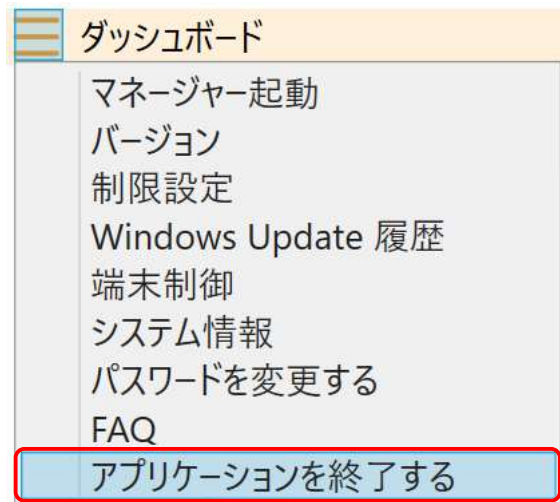 ダッシュボード
マネージャー起動
バージョン
制限設定
Windows Update 履歴
端末制御
システム情報
パスワードを変更する
FAQ
アプリケーションを終了する